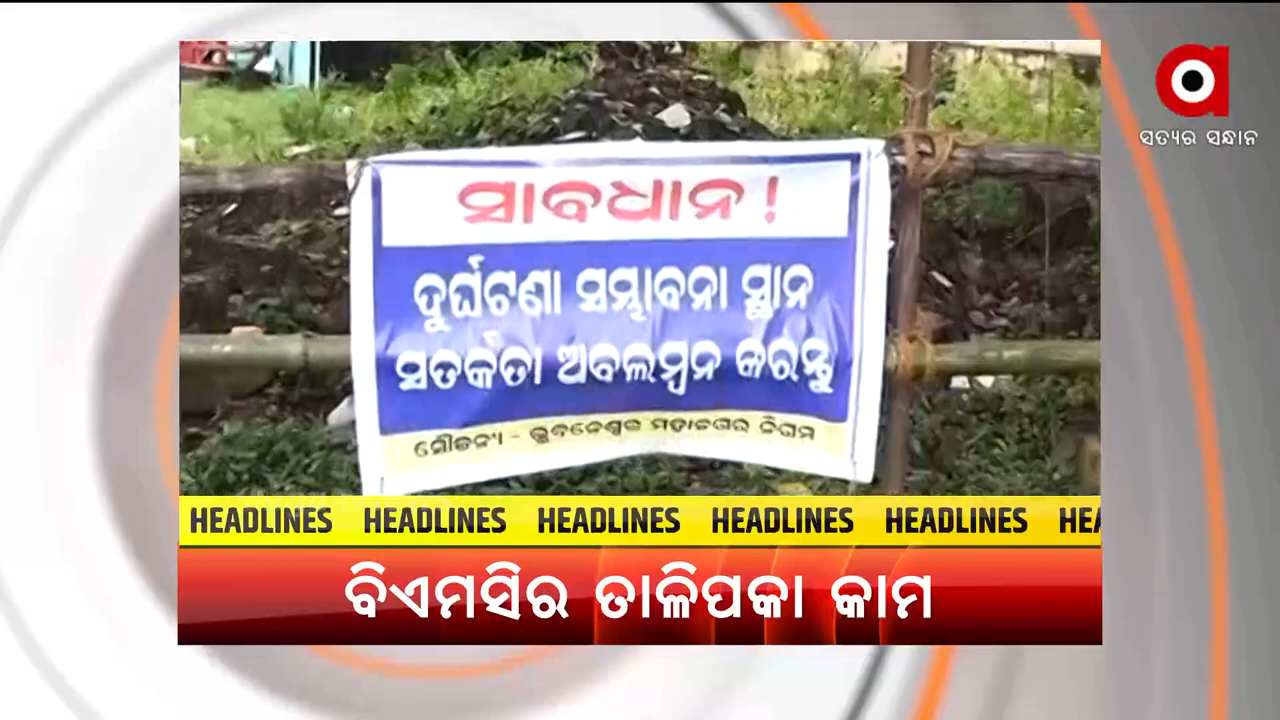 ସତ୍ୟର ସନ୍ଧାନ
ସାବଧାନ !
ଦୁର୍ଘଟଣା ସମ୍ଭାବନା ସ୍ଥାନ
ସତର୍କତା ଅବଲମ୍ବନ କରନ୍ତୁ
ସୌଜନ୍ୟ - ଭୁବନେଶ୍ୱର ମହାନଗର ନିଗମ
HEADLINES HEADLINES HEADLINES HEADLINES HEADLINES HEA
ବିଏମସିର ତାଳିପକା କାମ